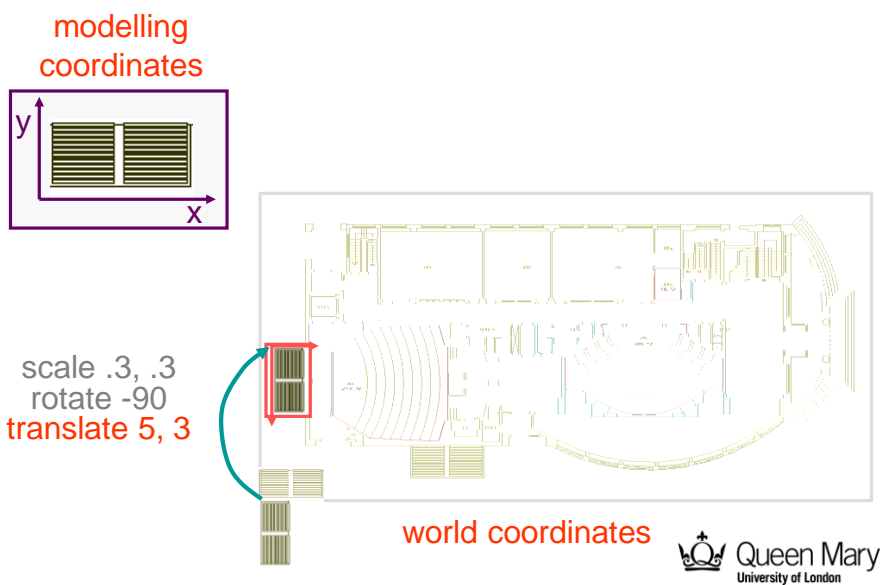 modelling
coordinates
y
x
scale .3, .3
rotate -90
translate 5, 3
world coordinates
Queen Mary
University of London